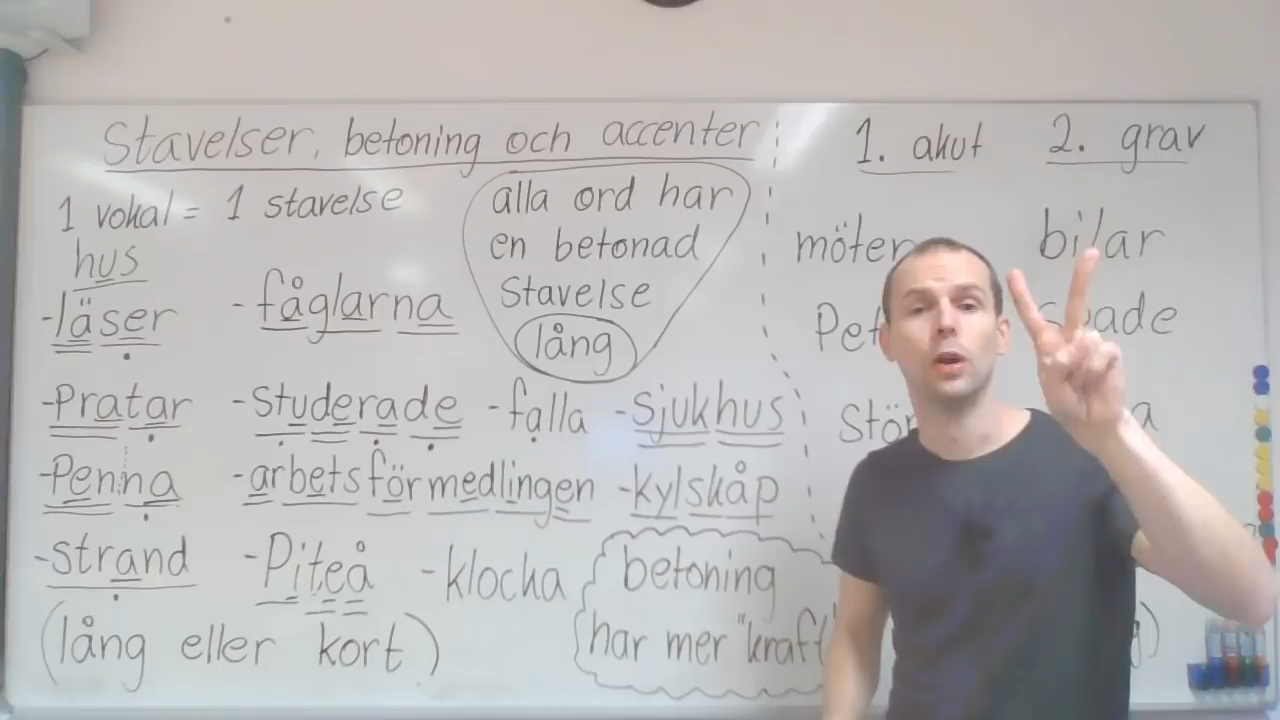 Stavelser, betoning och accenter
1 vokal = 1 stavelse
hus
-läser
-fåglarna
alla ord har
en betonad
stavelse
lång
-Pratar
-studerade
-falla
-sjukhus
-Penna
-arbetsförmedlingen
-kylskåp
-strand
-Piteå
-klocka
(lång eller kort)
betoning
har mer "kraft
1. akut
2. grav
möter
bilar